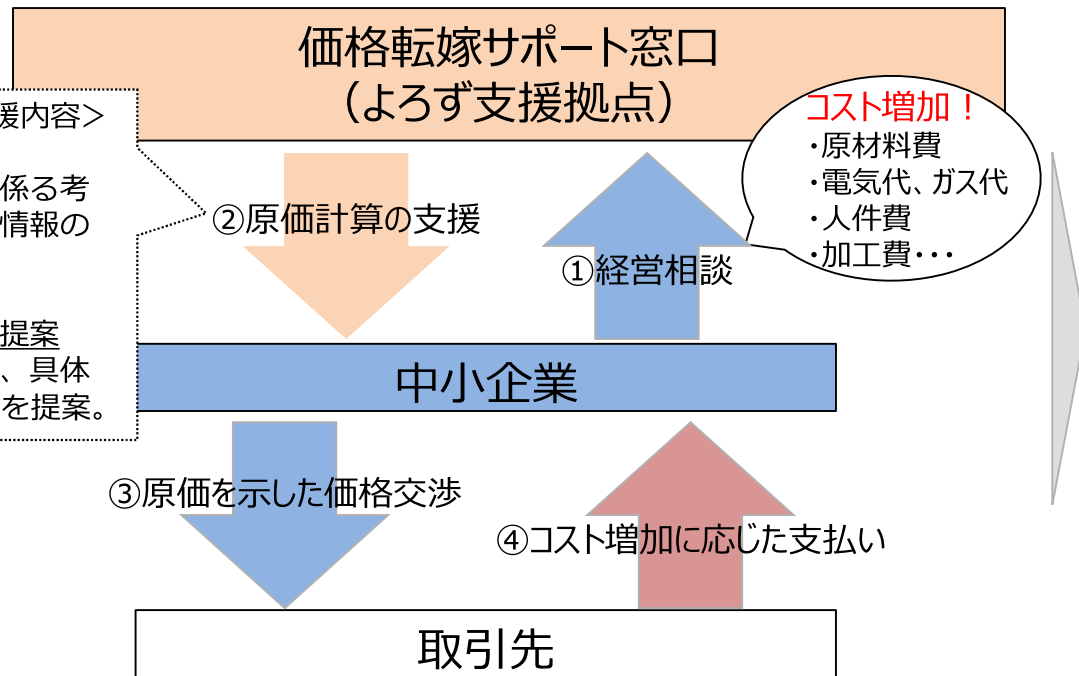 価格転嫁サポート窓口
（よろず支援拠点）
コスト増加！
・原材料費
・電気代、ガス代
・人件費
・加工費・・・
援内容＞
係る考
情報の
提案
、具体
を提案。
②原価計算の支援
①経営相談
中小企業
③原価を示した価格交渉
④コスト増加に応じた支払い
取引先